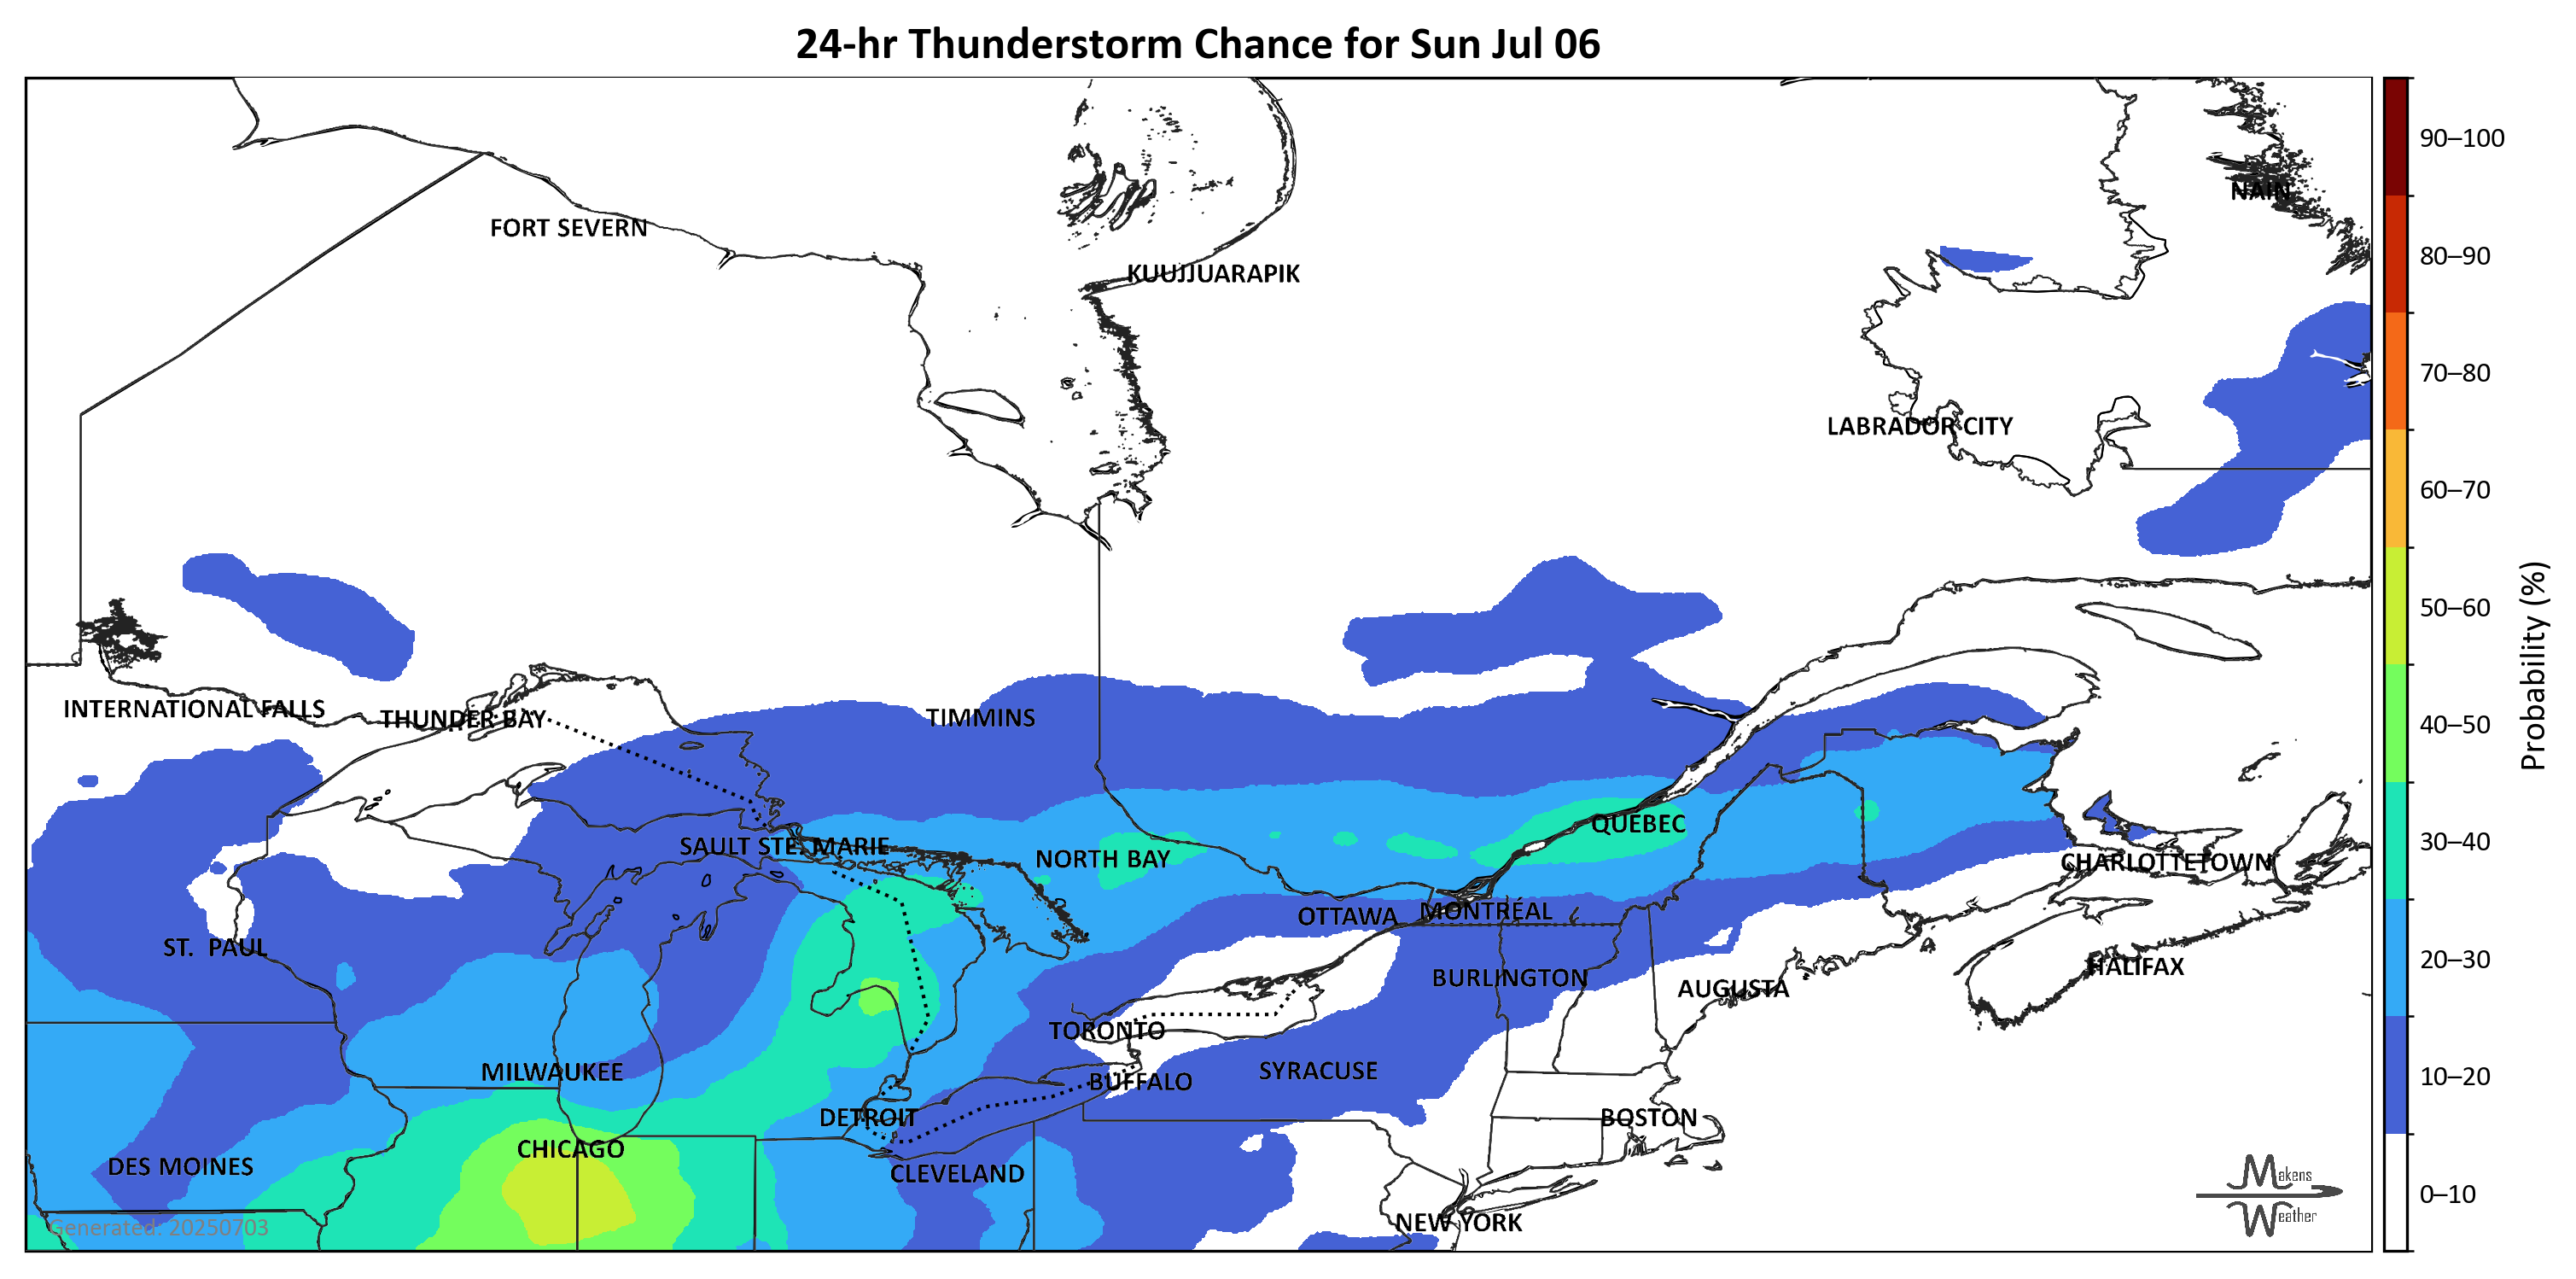 24-hr Thunderstorm Chance for Sun Jul 06
90–100
NAIN
FORT SEVERN
80–90
KUUJJUARAPIK
70–80
LABRADOR CITY
60–70
50–60
INTERNATIONAL FALLS
THUNDER BAY
TIMMINS
40–50
Probability (%)
QUEBEC
SAULT STE. MARIE
NORTH BAY
30–40
CHARLOTTETOWN
OTTAWA
MONTRÉAL
ST. PAUL
20–30
HALIFAX
BURLINGTON
AUGUSTA
TORONTO
MILWAUKEE
SYRACUSE
10–20
BUFFALO
DETROIT
BOSTON
CHICAGO
DES MOINES
CLEVELAND
Makens
Weather
0–10
NEW YORK
Generated: 20250703